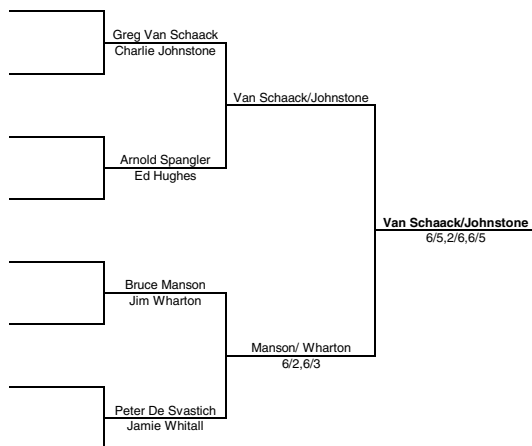 Greg Van Schaack
Charlie Johnstone
Van Schaack/Johnstone
Arnold Spangler
Ed Hughes
Van Schaack/Johnstone
6/5,2/6,6/5
Bruce Manson
Jim Wharton
Manson/ Wharton
6/2,6/3
Peter De Svastich
Jamie Whitall